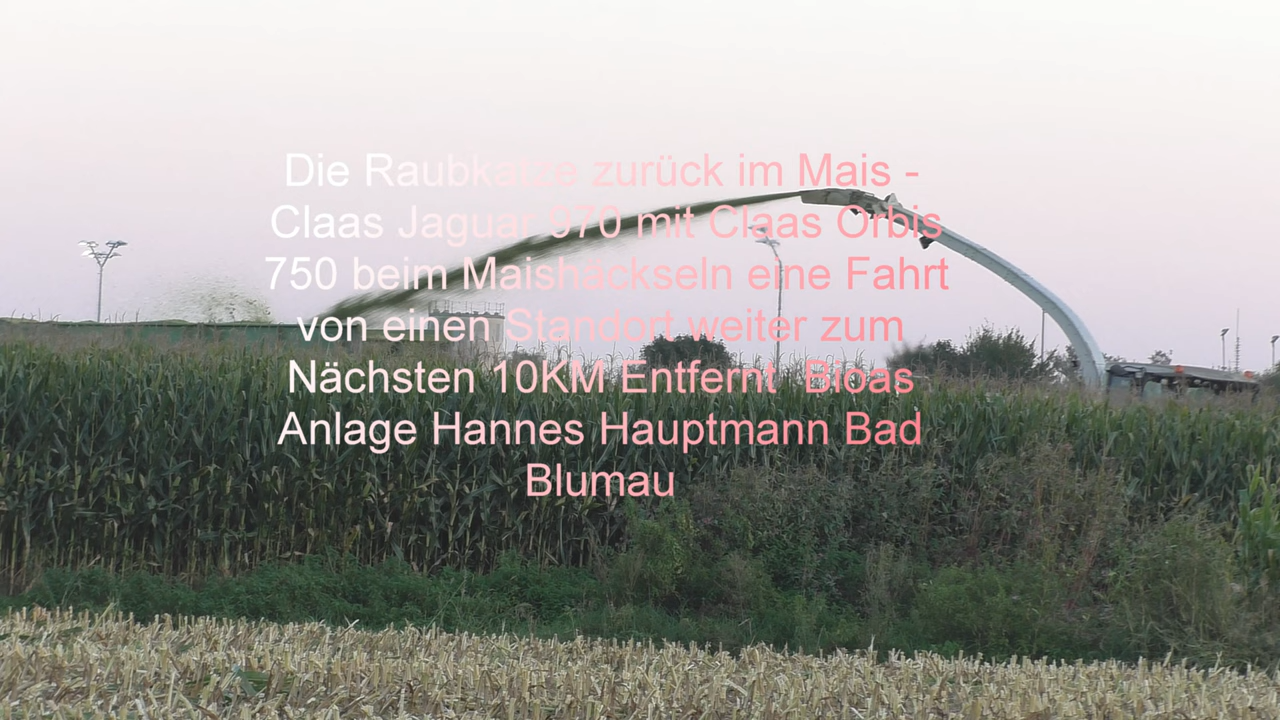 Die Raubkatze zurück im Mais -
Claas Jaguar 970 mit Claas Orbis
750 beim Maishäckseln eine Fahrt
von einen Standort weiter zum
Nächsten 10KM Entfernt  Bioas
Anlage Hannes Hauptmann Bad
Blumau